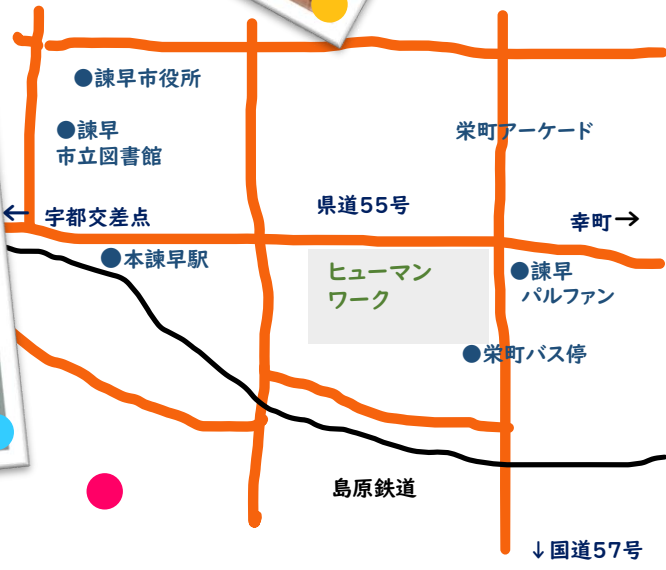 ●諫早市役所
●諫早
市立図書館
栄町アーケード
← 宇都交差点
県道55号
幸町→
●本諫早駅
ヒューマン
ワーク
●諫早
パルファン
●栄町バス停
島原鉄道
↓国道57号